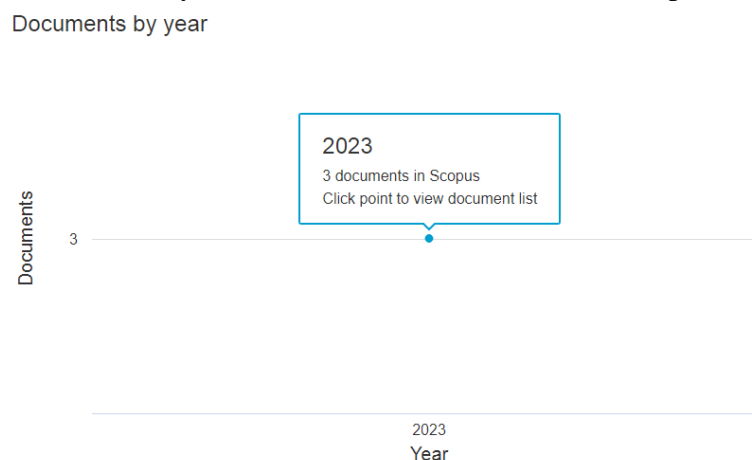 Documents by year
2023
3 documents in Scopus
Click point to view document list
Documents
3
2023
Year